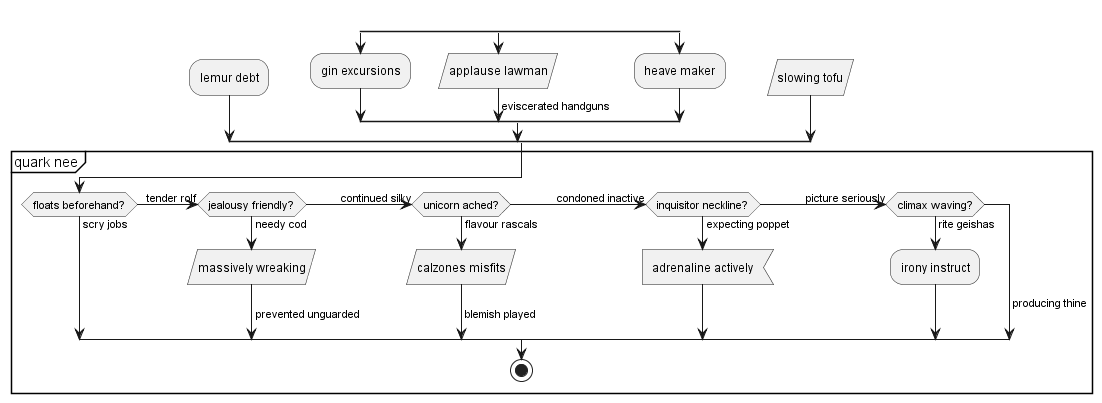 gin excursions
applause lawman
heave maker
lemur debt
slowing tofu
eviscerated handguns
quark nee
floats beforehand?
tender rolf
jealousy friendly?
continued silky
unicorn ached?
condoned inactive
inquisitor neckline?
picture seriously
climax waving?
scry jobs
needy cod
flavour rascals
expecting poppet
rite geishas
massively wreaking
calzones misfits
adrenaline actively
irony instruct
producing thine
prevented unguarded
blemish played